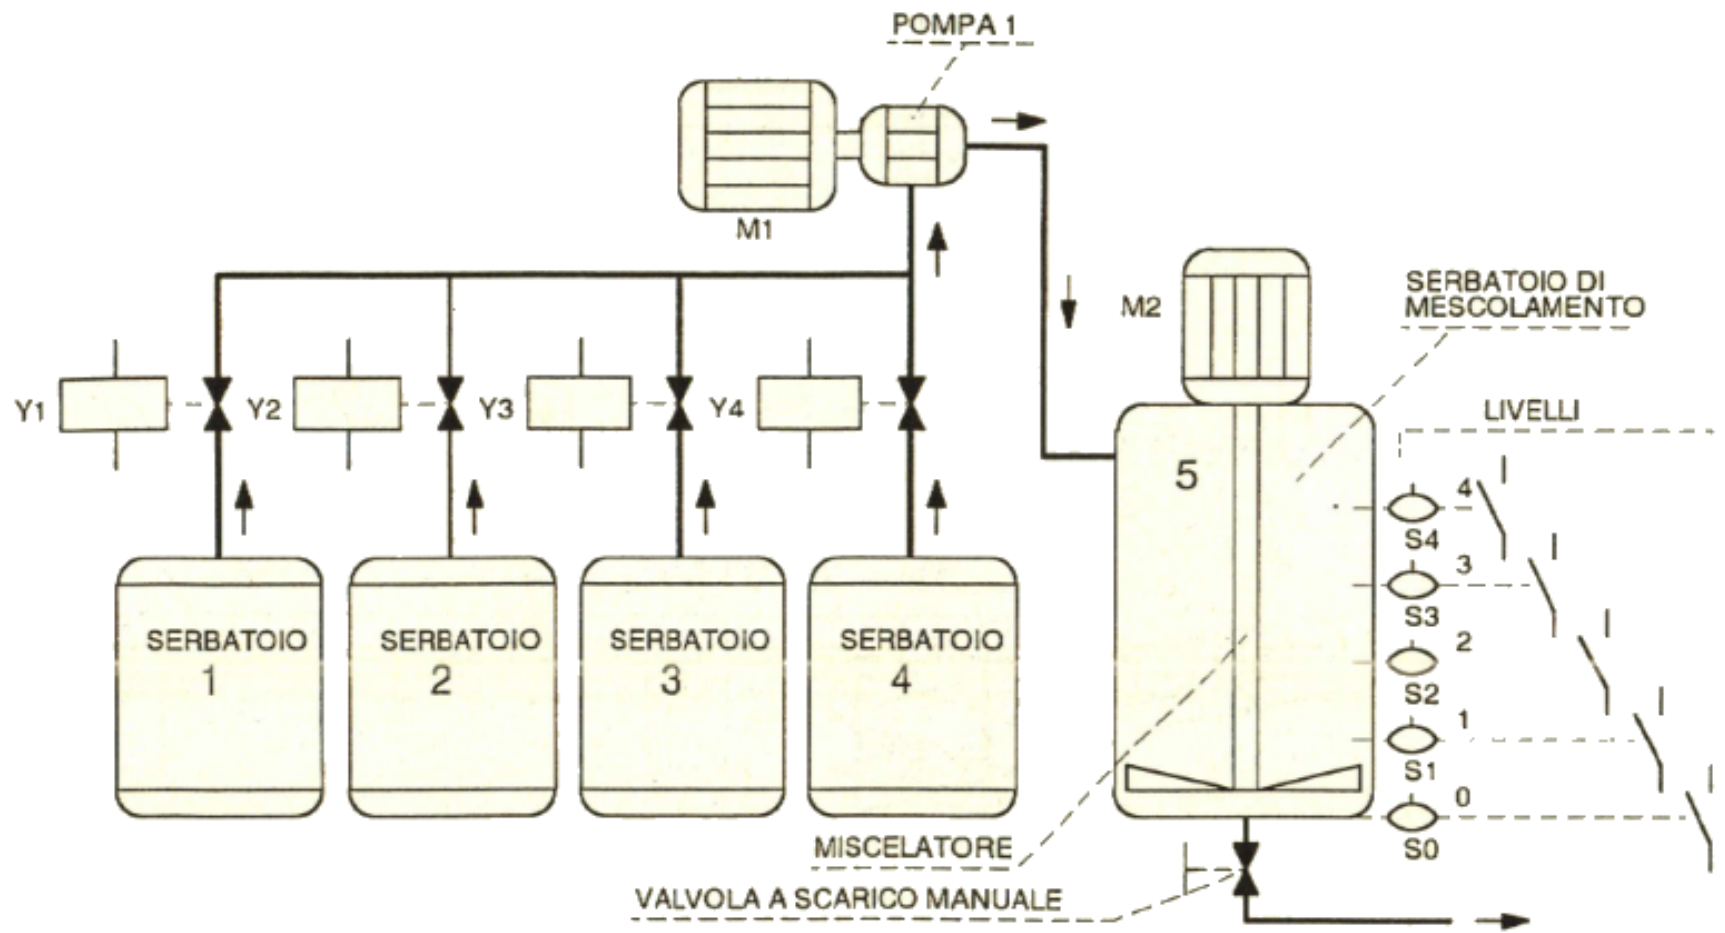 POMPA 1
M1
M2
SERBATOIO DI
MESCOLAMENTO
Y1
Y2
Y3
Y4
LIVELLI
5
4
S4
3
S3
2
S2
1
S1
0
S0
SERBATOIO
1
SERBATOIO
2
SERBATOIO
3
SERBATOIO
4
MISCELATORE
VALVOLA A SCARICO MANUALE